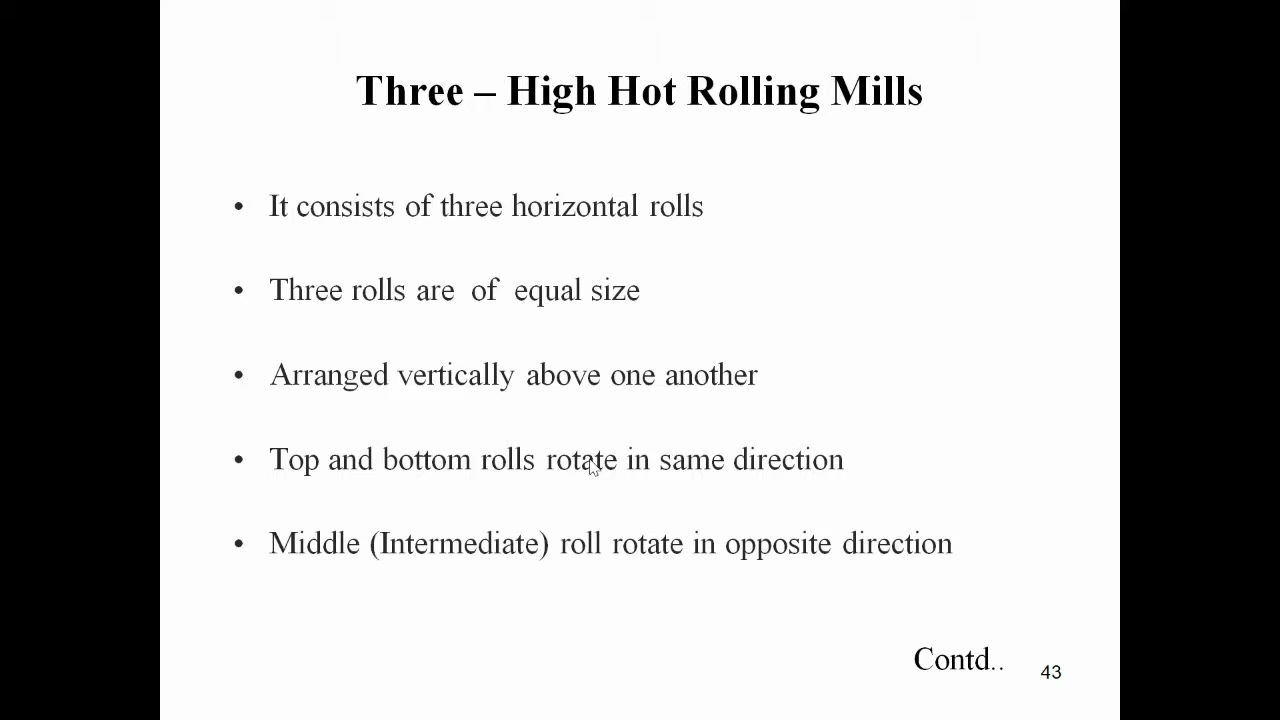 Three – High Hot Rolling Mills
• It consists of three horizontal rolls
• Three rolls are of equal size
• Arranged vertically above one another
• Top and bottom rolls rotate in same direction
• Middle (Intermediate) roll rotate in opposite direction
Contd..
43